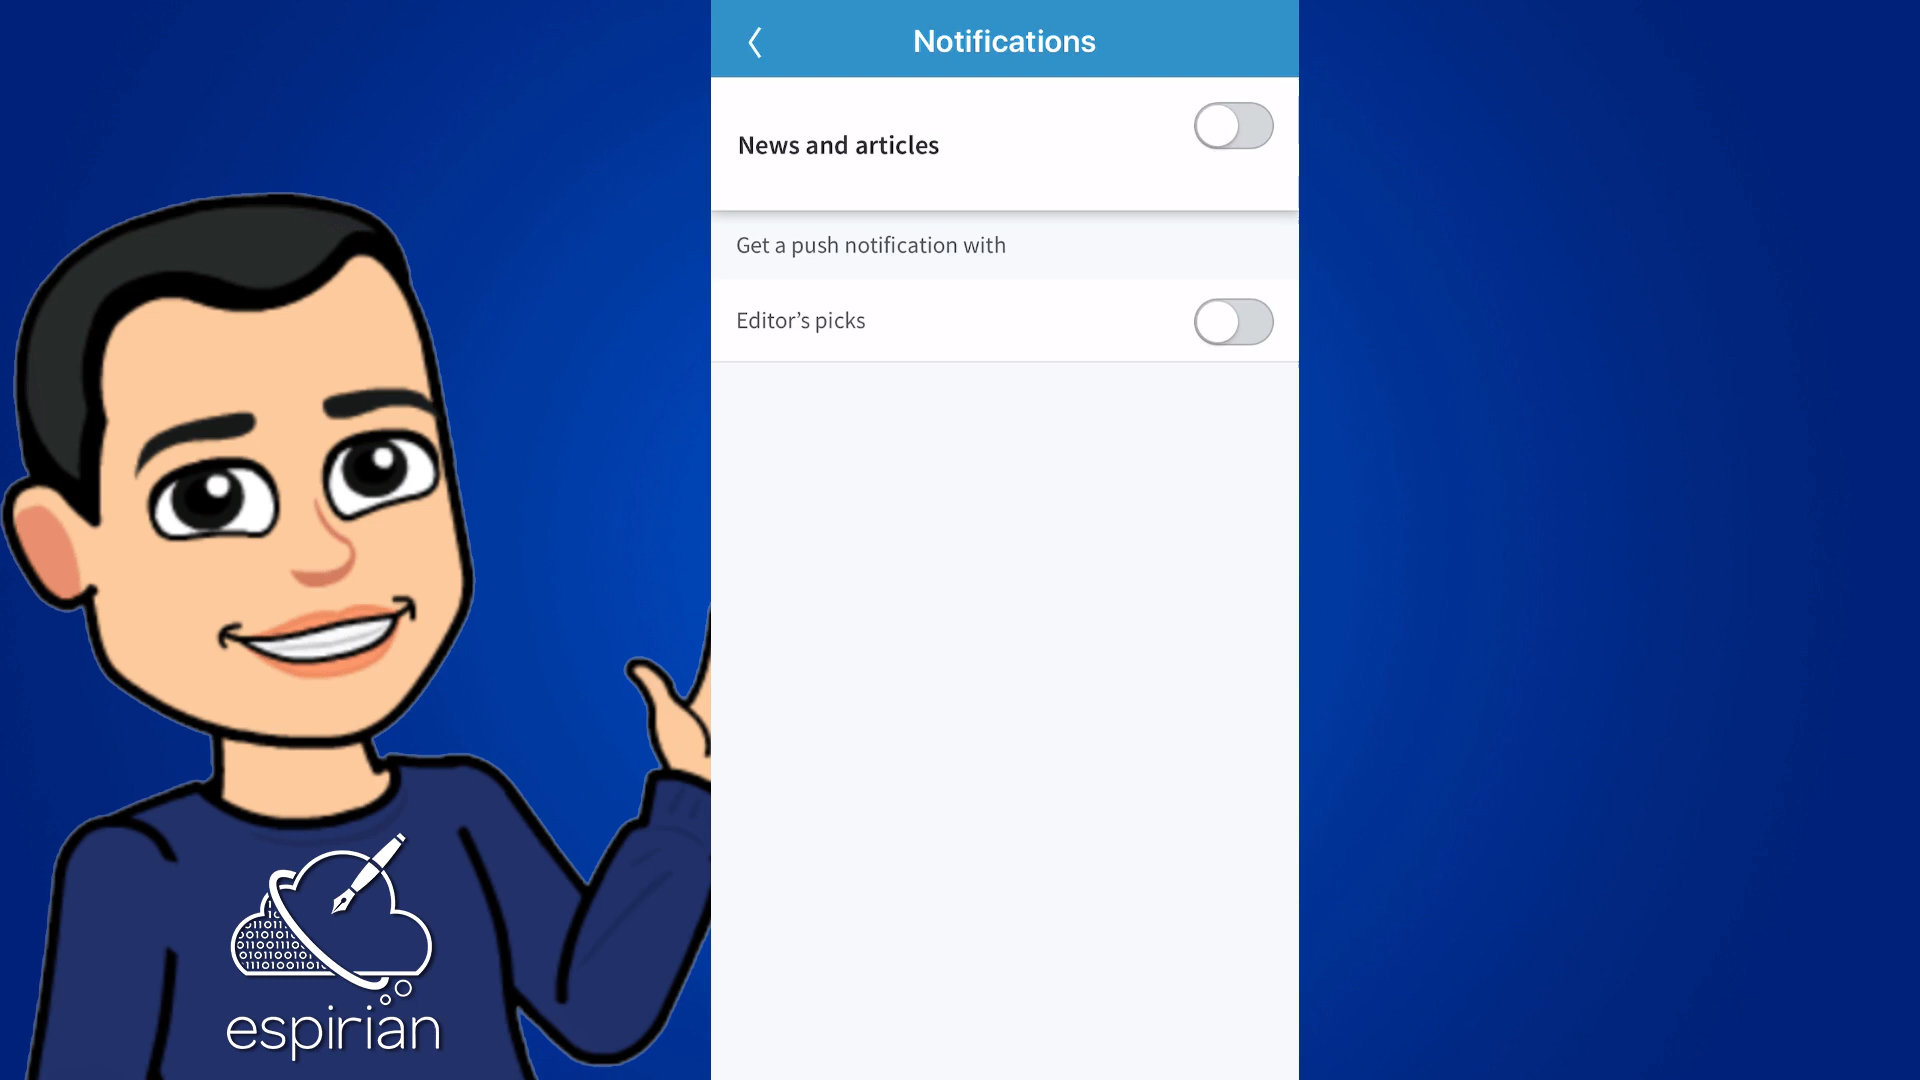 Notifications
News and articles
Get a push notification with
Editor’s picks
espirian